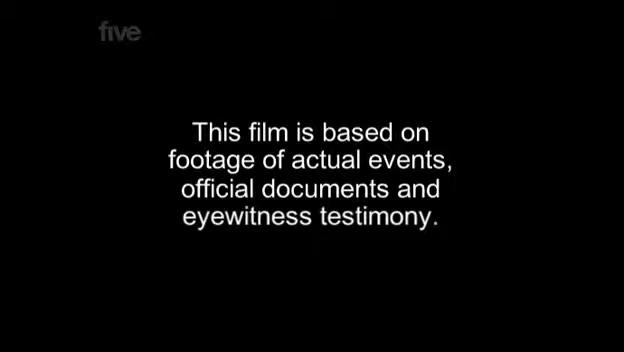 five
This film is based on
footage of actual events,
official documents and
eyewitness testimony.